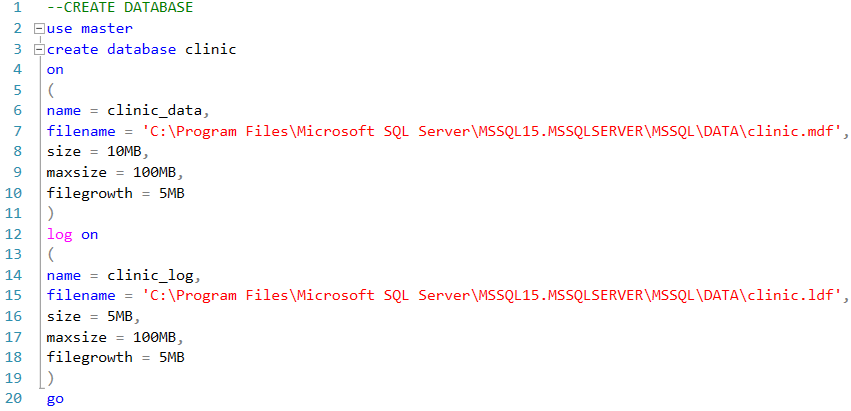 1 --CREATE DATABASE
2 use master
3 create database clinic
4 on
5 (
6 name = clinic_data,
7 filename = 'C:\Program Files\Microsoft SQL Server\MSSQL15.MSSQLSERVER\MSSQL\DATA\clinic.mdf',
8 size = 10MB,
9 maxsize = 100MB,
10 filegrowth = 5MB
11 )
12 log on
13 (
14 name = clinic_log,
15 filename = 'C:\Program Files\Microsoft SQL Server\MSSQL15.MSSQLSERVER\MSSQL\DATA\clinic.ldf',
16 size = 5MB,
17 maxsize = 100MB,
18 filegrowth = 5MB
19 )
20 go